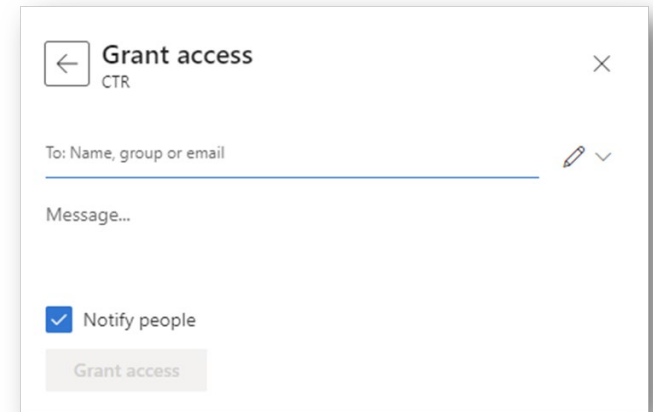 Grant access
CTR
To: Name, group or email
Message...
Notify people
Grant access